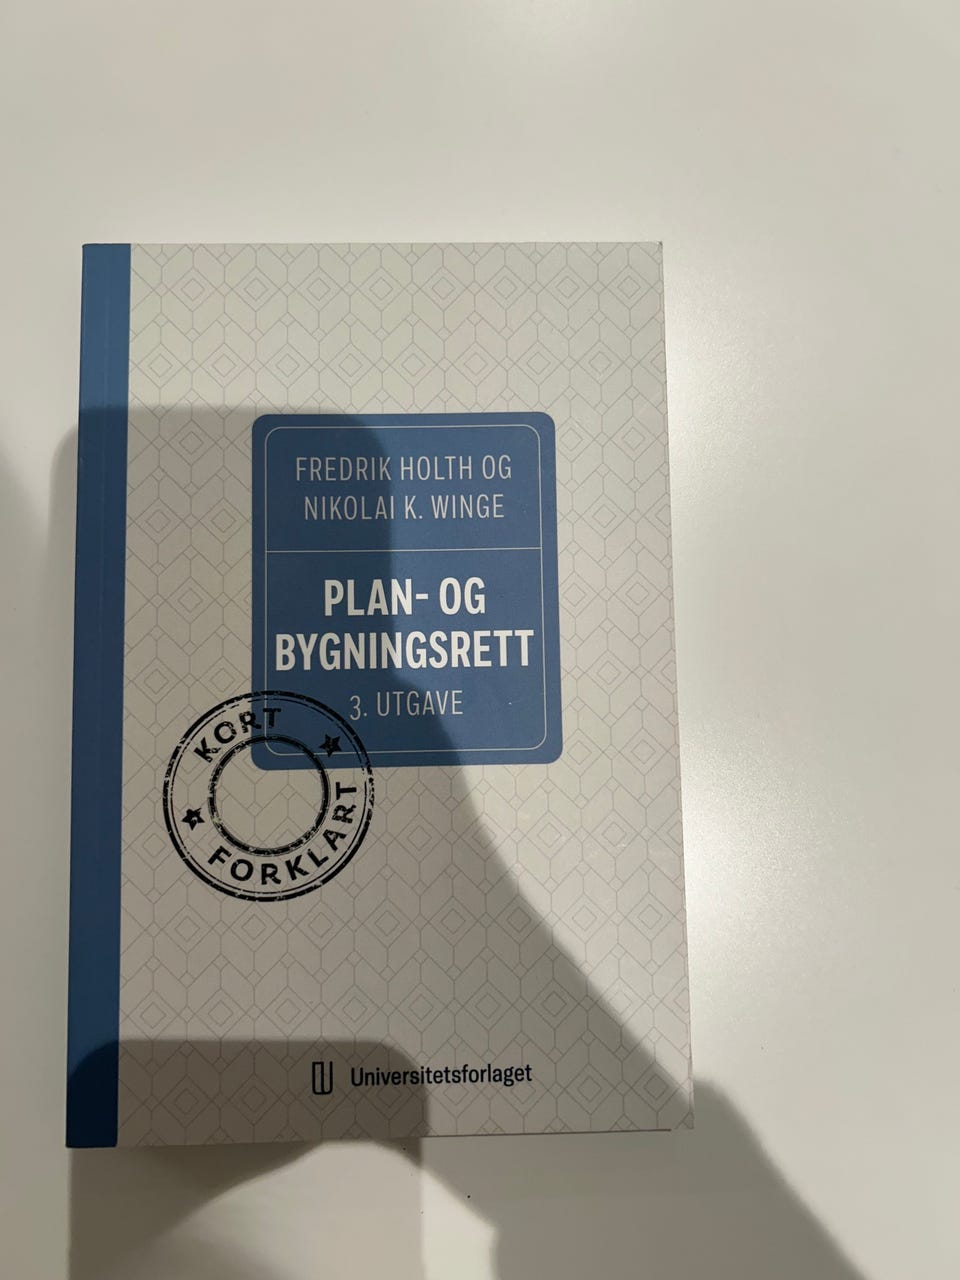 FREDRIK HOLTH OG
NIKOLAI K. WINGE
PLAN- OG
BYGNINGSRETT
3. UTGAVE
KORT
FORKLART
Universitetsforlaget